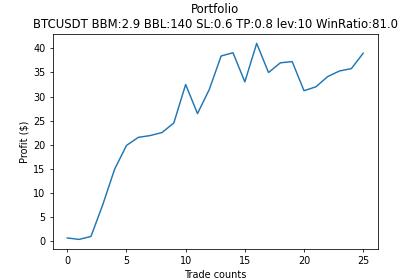 Portfolio
BTCUSDT BBM:2.9 BBL:140 SL:0.6 TP:0.8 lev:10 WinRatio:81.0
40
35
30
25
20
15
10
5
0
Profit ($)
0 5 10 15 20 25
Trade counts